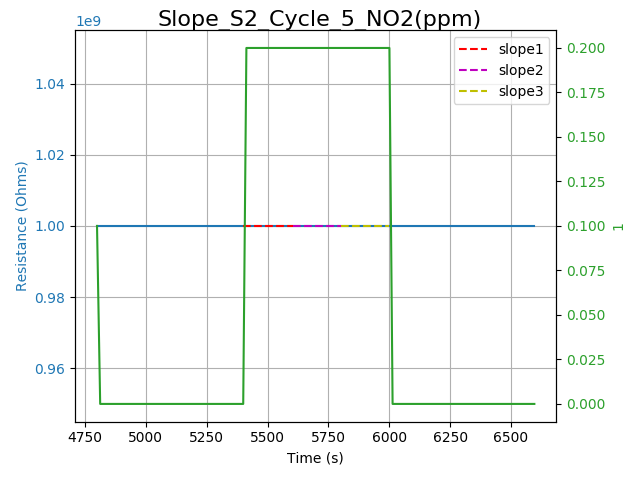 Slope_S2_Cycle_5_NO2(ppm)
1e9
slope1
slope2
slope3
1.04
1.02
1.00
0.98
0.96
Resistance (Ohms)
0.200
0.175
0.150
0.125
0.100
0.075
0.050
0.025
0.000
1
4750 5000 5250 5500 5750 6000 6250 6500
Time (s)